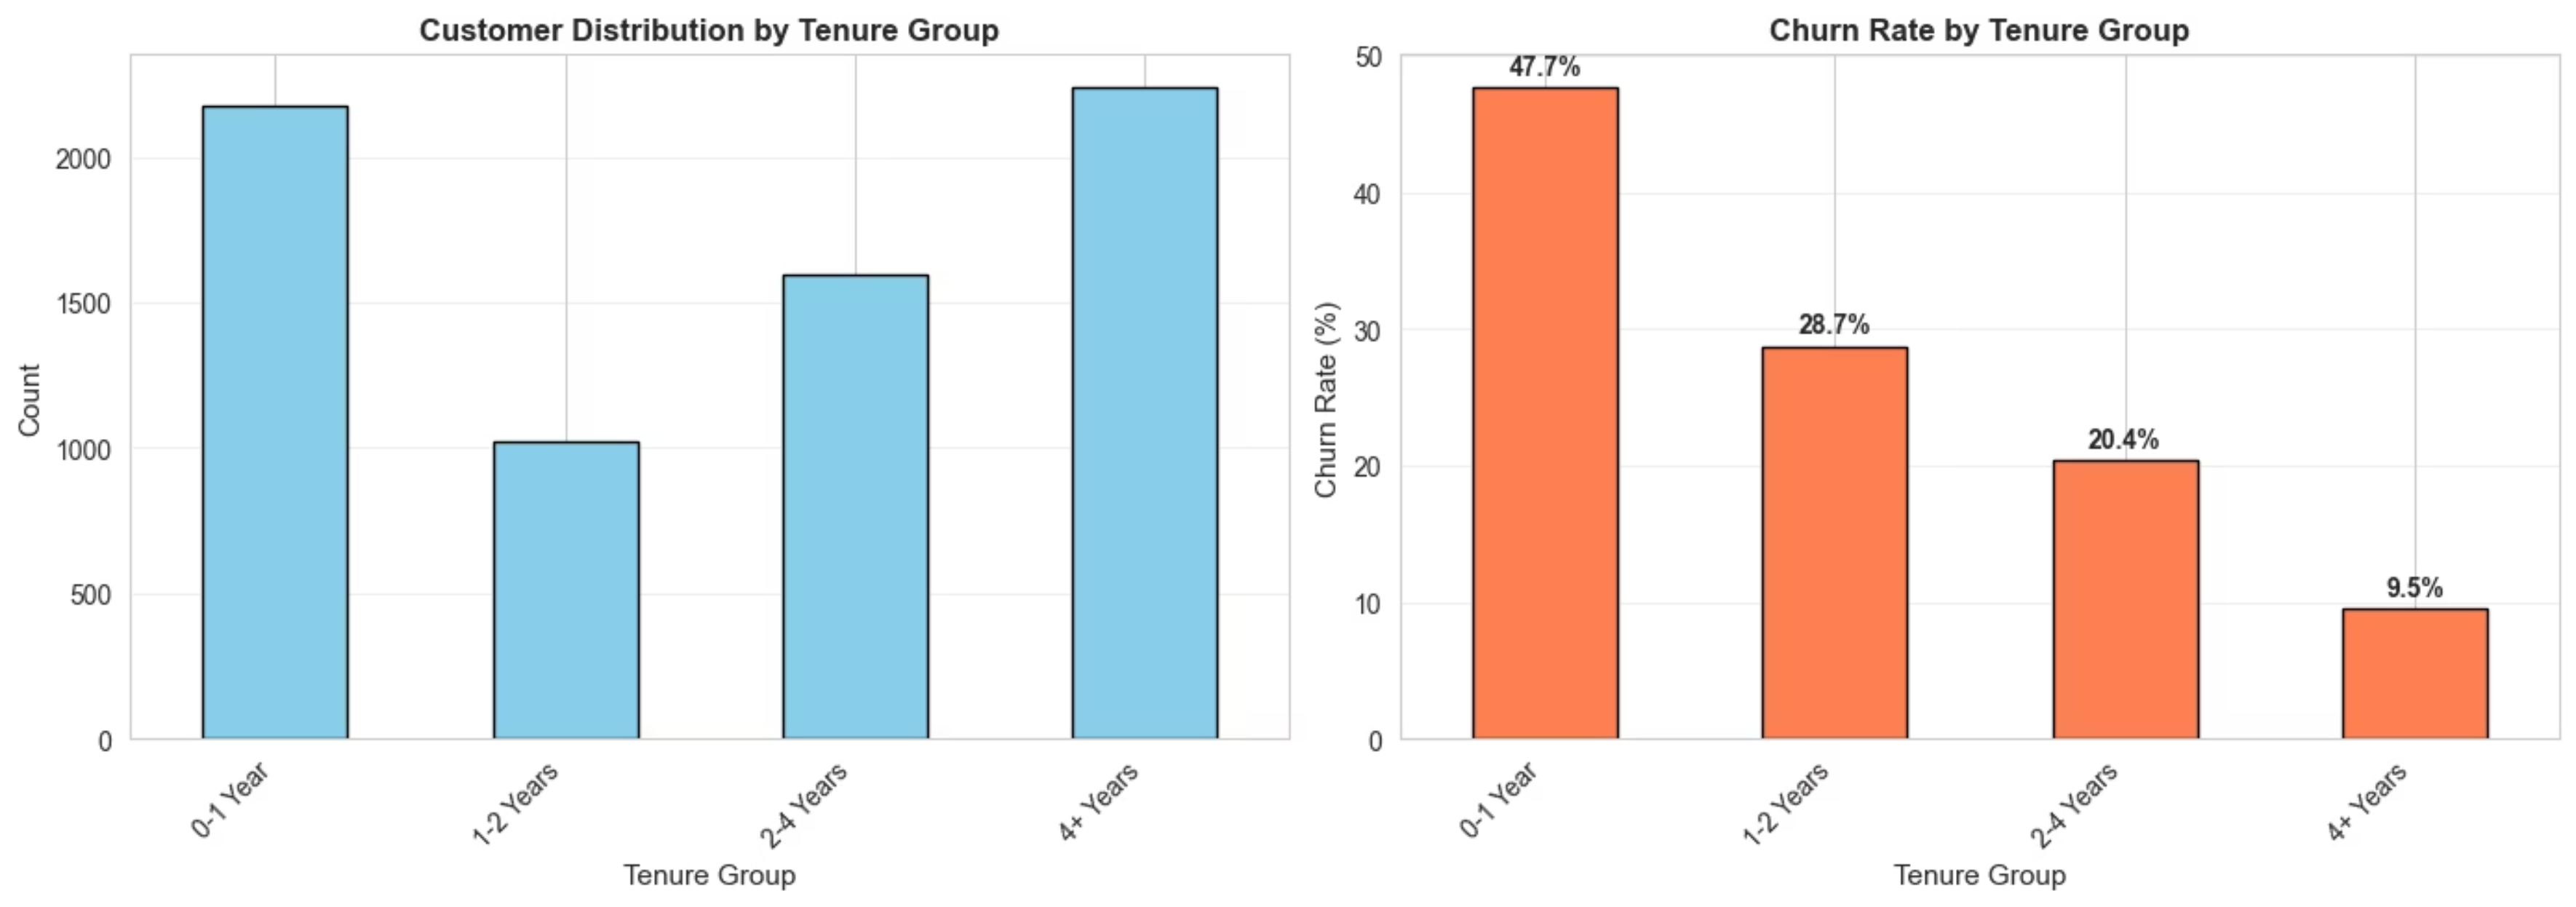 Customer Distribution by Tenure Group
Count
2000
1500
1000
500
0
0-1 Year
1-2 Years
2-4 Years
4+ Years
Tenure Group
Churn Rate by Tenure Group
Churn Rate (%)
50
40
30
20
10
0
47.7%
28.7%
20.4%
9.5%
0-1 Year
1-2 Years
2-4 Years
4+ Years
Tenure Group